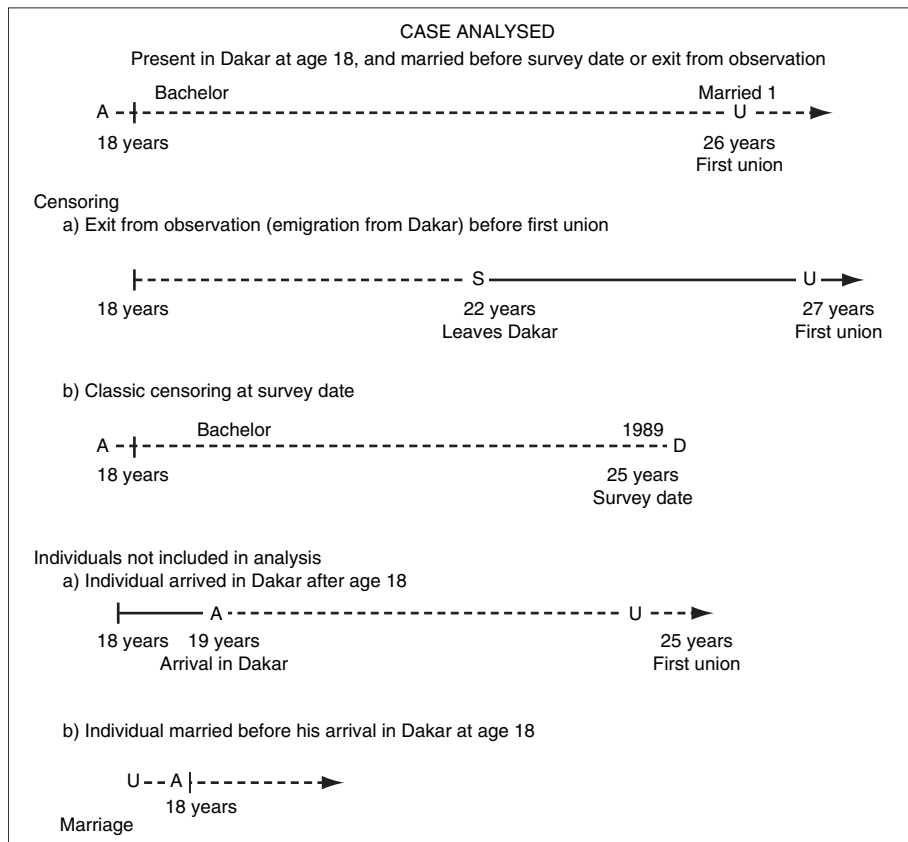 CASE ANALYSED
Present in Dakar at age 18, and married before survey date or exit from observation
Bachelor Married 1
A U
18 years 26 years
First union
Censoring
a) Exit from observation (emigration from Dakar) before first union
S U
18 years 22 years 27 years
Leaves Dakar First union
b) Classic censoring at survey date
Bachelor 1989
A D
18 years 25 years
Survey date
Individuals not included in analysis
a) Individual arrived in Dakar after age 18
A U
18 years 19 years 25 years
Arrival in Dakar First union
b) Individual married before his arrival in Dakar at age 18
U A
18 years
Marriage